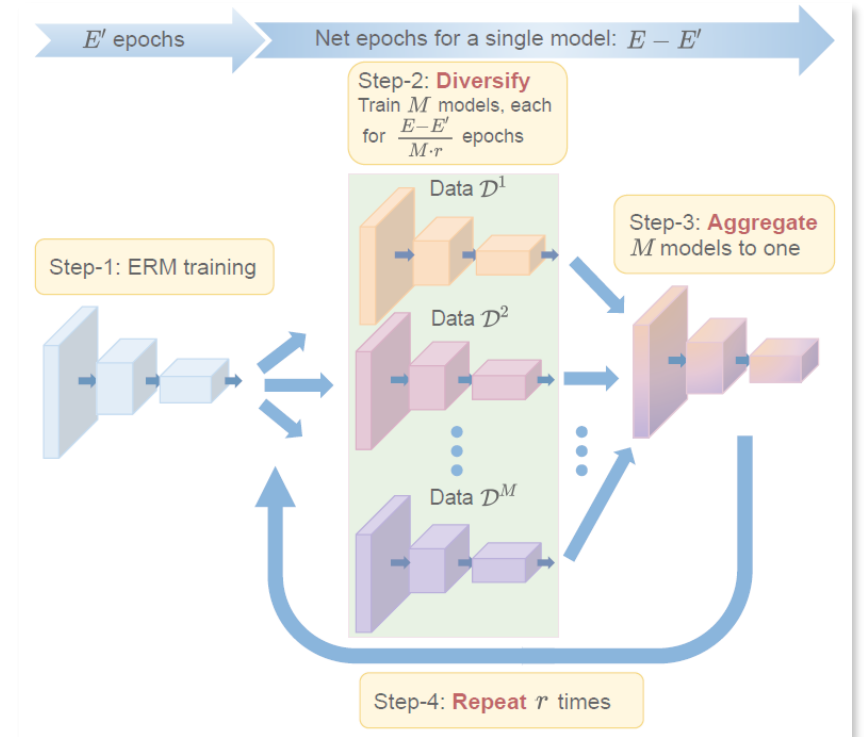 E′ epochs
Net epochs for a single model: E − E′
Step-2: Diversify
Train M models, each
for \frac{E−E′}{M·r} epochs
Data 𝒟¹
Step-3: Aggregate
M models to one
Step-1: ERM training
Data 𝒟²
Data 𝒟ᴹ
Step-4: Repeat r times